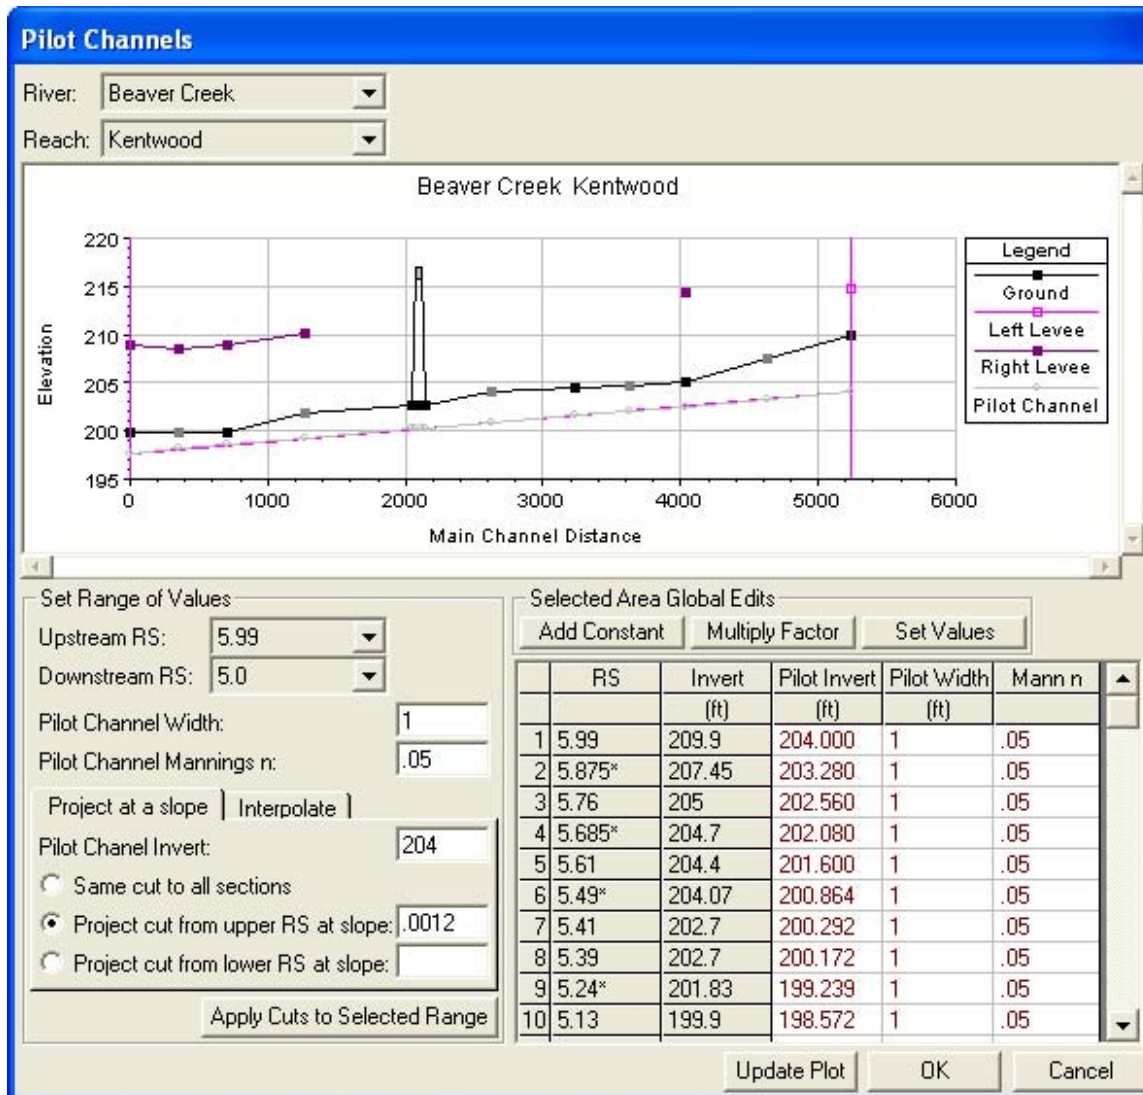 Pilot Channels
River: Beaver Creek
Reach: Kentwood
Beaver Creek Kentwood
220
215
210
205
200
195
Elevation
0 1000 2000 3000 4000 5000 6000
Main Channel Distance
Legend
Ground
Left Levee
Right Levee
Pilot Channel
Set Range of Values
Upstream RS: 5.99
Downstream RS: 5.0
Pilot Channel Width: 1
Pilot Channel Mannings n: .05
Project at a slope Interpolate
Pilot Chanel Invert: 204
Same cut to all sections
Project cut from upper RS at slope: .0012
Project cut from lower RS at slope:
Apply Cuts to Selected Range
Selected Area Global Edits
Add Constant Multiply Factor Set Values
RS Invert Pilot Invert Pilot Width Mann n
(ft) (ft) (ft)
1 5.99 209.9 204.000 1 .05
2 5.875* 207.45 203.280 1 .05
3 5.76 205 202.560 1 .05
4 5.685* 204.7 202.080 1 .05
5 5.61 204.4 201.600 1 .05
6 5.49* 204.07 200.864 1 .05
7 5.41 202.7 200.292 1 .05
8 5.39 202.7 200.172 1 .05
9 5.24* 201.83 199.239 1 .05
10 5.13 199.9 198.572 1 .05
Update Plot OK Cancel